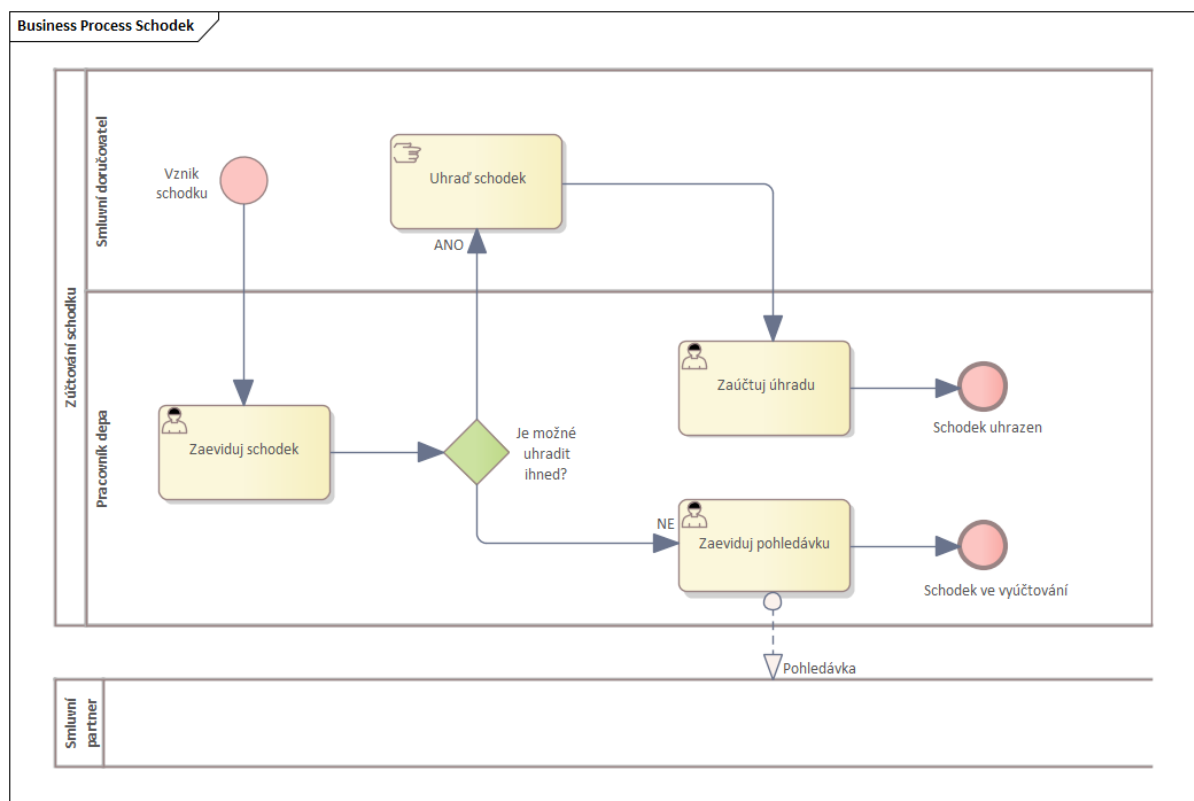 Business Process Schodek
Zúčtování schodku
Smluvní doručovatel
Vznik
schodku
Uhraď schodek
ANO
Pracovník depa
Zaeviduj schodek
Je možné
uhradit
ihned?
Zaúčtuj úhradu
Schodek uhrazen
NE
Zaeviduj pohledávku
Schodek ve vyúčtování
Pohledávka
Smluvní
partner